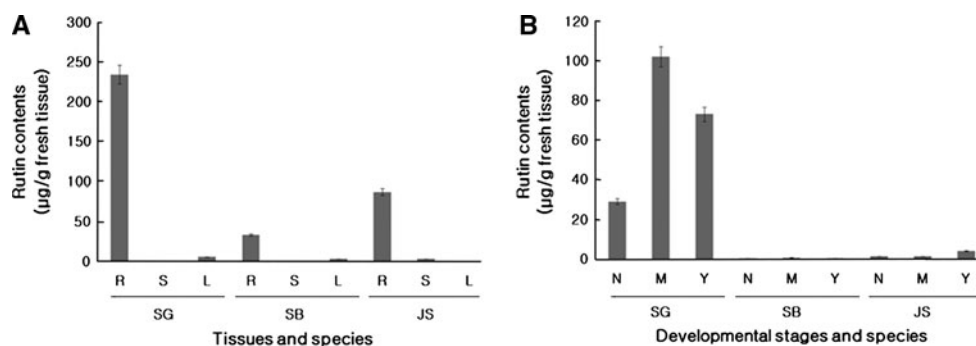 A
Rutin contents
(µg/g fresh tissue)
300
250
200
150
100
50
0
R S L R S L R S L
SG SB JS
Tissues and species
B
Rutin contents
(µg/g fresh tissue)
120
100
80
60
40
20
0
N M Y N M Y N M Y
SG SB JS
Developmental stages and species